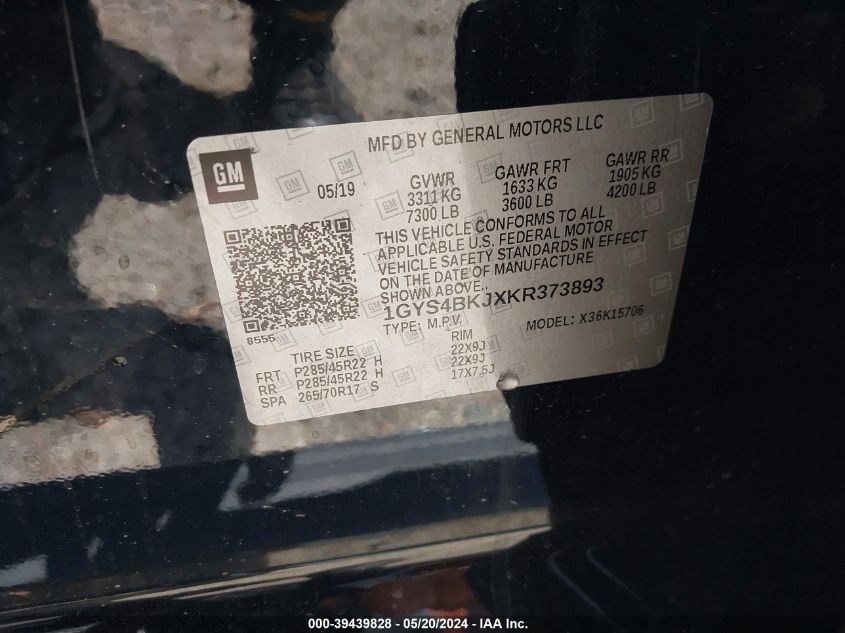 MFD BY GENERAL MOTORS LLC
GM
05/19
GVWR
3311 KG
7300 LB
GAWR FRT
1633 KG
3600 LB
GAWR RR
1905 KG
4200 LB
THIS VEHICLE CONFORMS TO ALL
APPLICABLE U.S. FEDERAL MOTOR
VEHICLE SAFETY STANDARDS IN EFFECT
ON THE DATE OF MANUFACTURE
SHOWN ABOVE.
1GYS4BKJXKR373893
TYPE: M.P.V.
MODEL: X36K15706
8555
TIRE SIZE
RIM
FRT P285/45R22 H 22X9J
RR P285/45R22 H 22X9J
SPA 265/70R17 S 17X7.5J
000-39439828 - 05/20/2024 - IAA Inc.